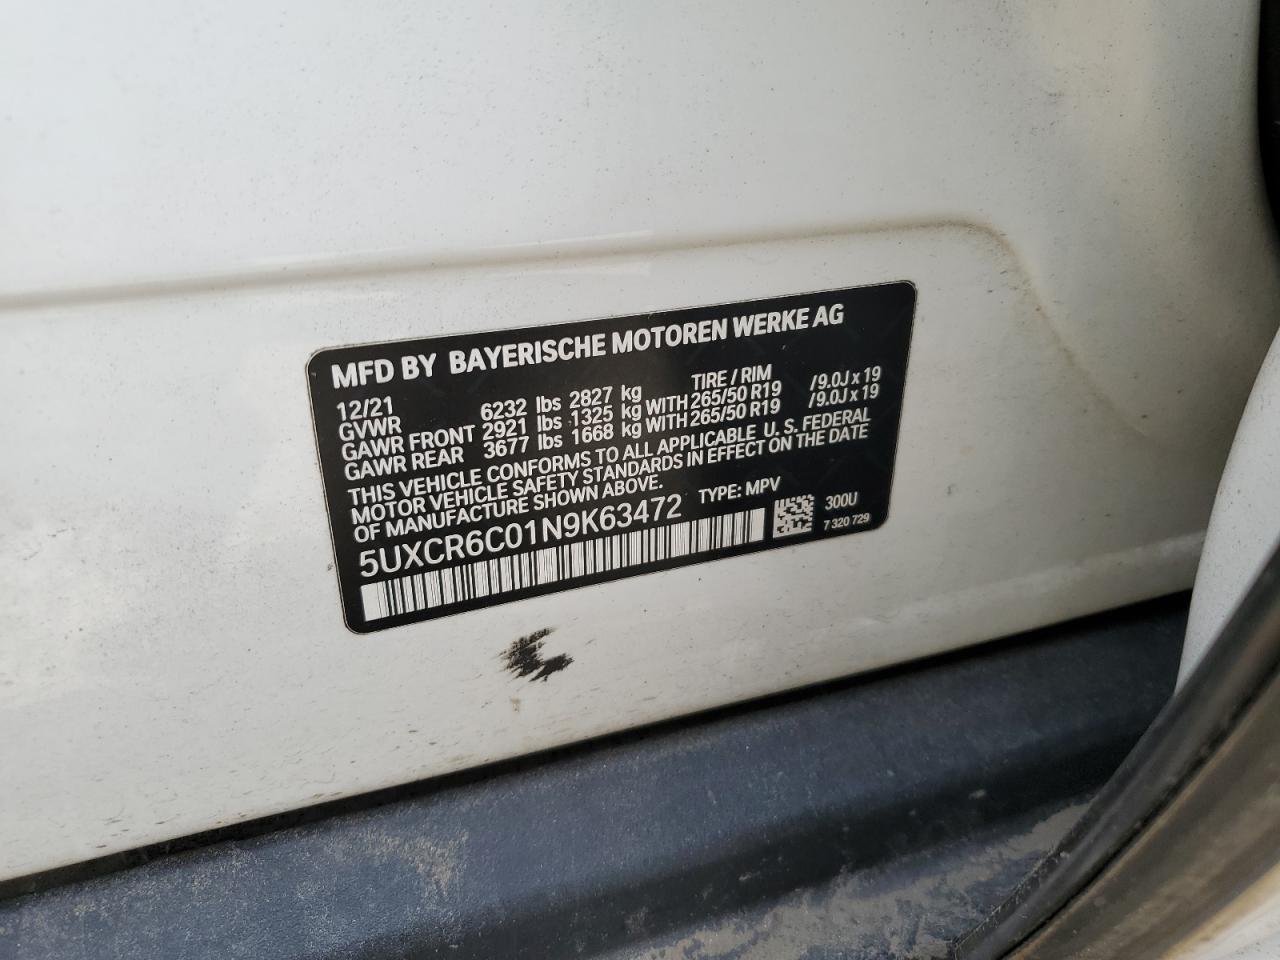 MFD BY BAYERISCHE MOTOREN WERKE AG
12/21 TIRE / RIM
GVWR 6232 lbs 2827 kg
GAWR FRONT 2921 lbs 1325 kg WITH 265/50 R19 /9.0J x 19
GAWR REAR 3677 lbs 1668 kg WITH 265/50 R19 /9.0J x 19
THIS VEHICLE CONFORMS TO ALL APPLICABLE U. S. FEDERAL
MOTOR VEHICLE SAFETY STANDARDS IN EFFECT ON THE DATE
OF MANUFACTURE SHOWN ABOVE.
5UXCR6C01N9K63472 TYPE: MPV
300U
7 320 729